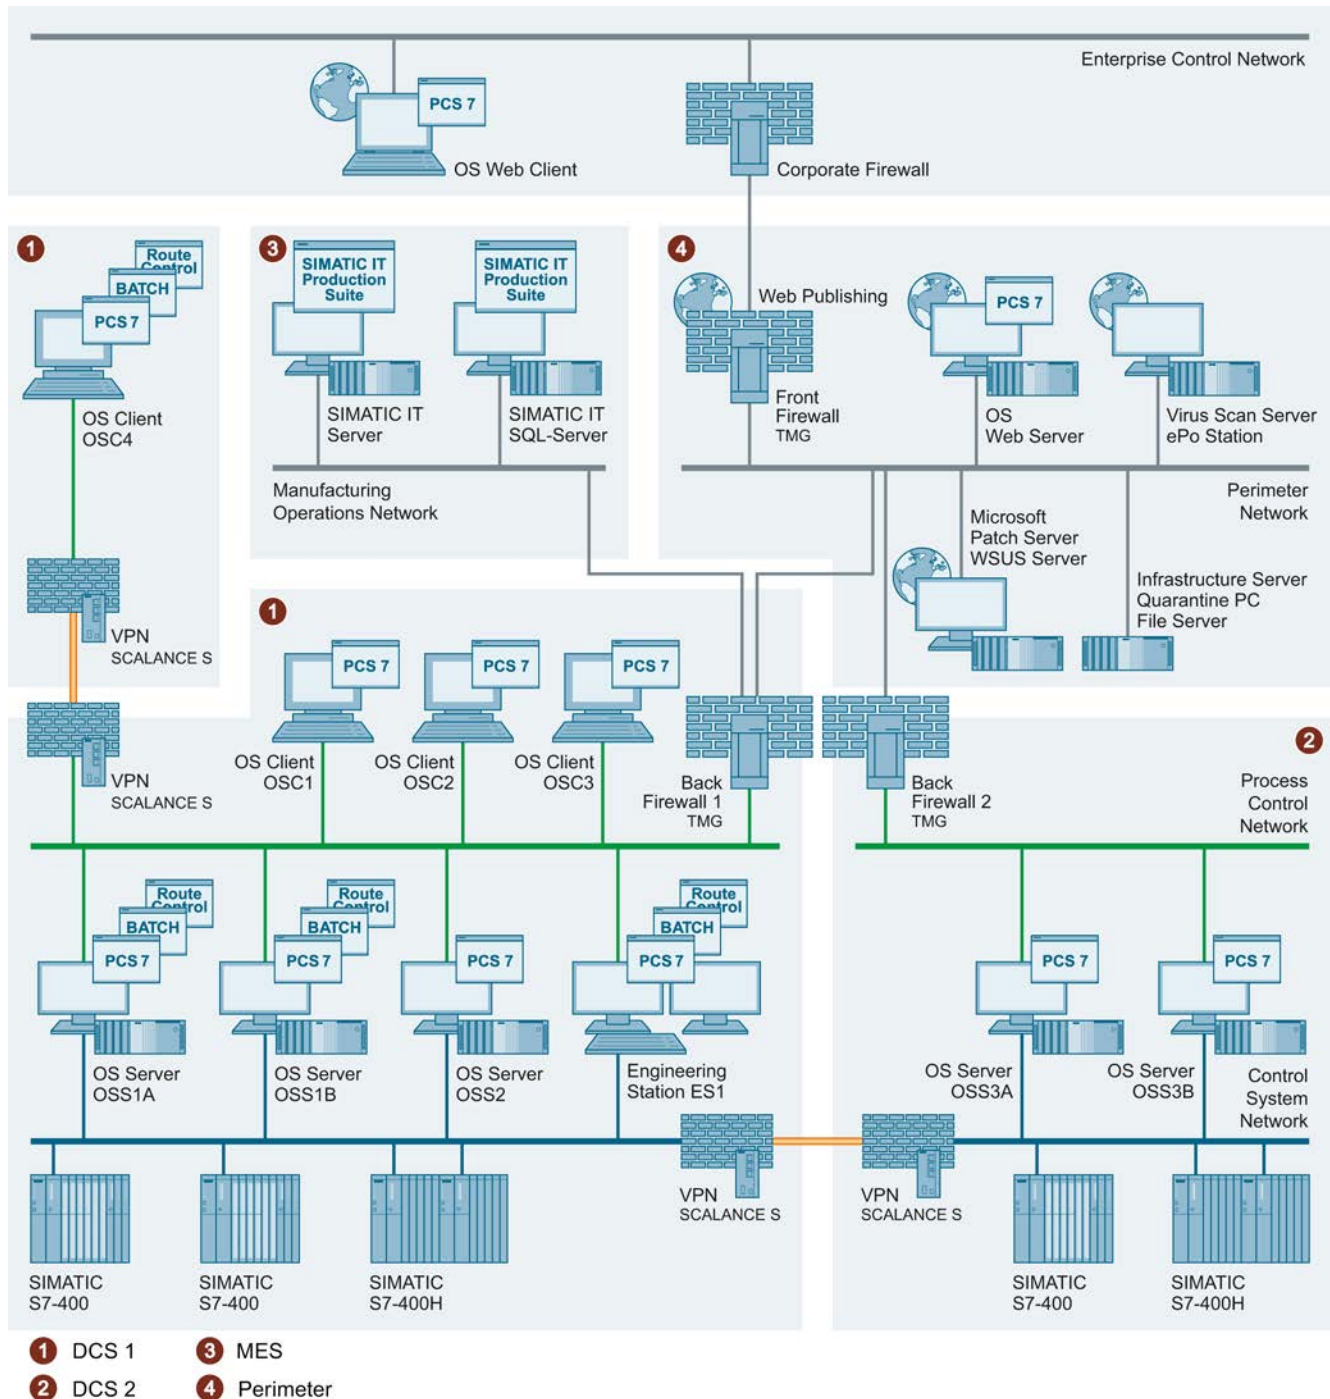 Enterprise Control Network
PCS 7
OS Web Client
Corporate Firewall
1
Route
Control
BATCH
PCS 7
OS Client
OSC4
VPN
SCALANCE S
VPN
SCALANCE S
3
SIMATIC IT
Production
Suite
SIMATIC IT
Production
Suite
SIMATIC IT
Server
SIMATIC IT
SQL-Server
Manufacturing
Operations Network
4
Web Publishing
Front
Firewall
TMG
PCS 7
OS
Web Server
Virus Scan Server
ePo Station
Perimeter
Network
Microsoft
Patch Server
WSUS Server
Infrastructure Server
Quarantine PC
File Server
1
PCS 7
PCS 7
PCS 7
OS Client
OSC1
OS Client
OSC2
OS Client
OSC3
Back
Firewall 1
TMG
Back
Firewall 2
TMG
2
Process
Control
Network
Route
Control
BATCH
PCS 7
OS Server
OSS1A
Route
Control
BATCH
PCS 7
OS Server
OSS1B
PCS 7
OS Server
OSS2
Route
Control
BATCH
PCS 7
Engineering
Station ES1
PCS 7
OS Server
OSS3A
PCS 7
OS Server
OSS3B
Control
System
Network
VPN
SCALANCE S
VPN
SCALANCE S
SIMATIC
S7-400
SIMATIC
S7-400
SIMATIC
S7-400H
SIMATIC
S7-400
SIMATIC
S7-400H
1 DCS 1
3 MES
2 DCS 2
4 Perimeter